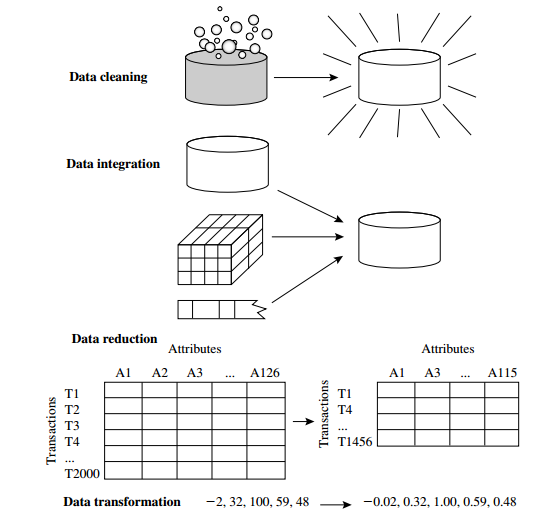 Data cleaning
Data integration
Data reduction
Attributes
A1 A2 A3 ... A126
Transactions
T1
T2
T3
T4
...
T2000
Attributes
A1 A3 ... A115
Transactions
T1
T4
...
T1456
Data transformation −2, 32, 100, 59, 48 −0.02, 0.32, 1.00, 0.59, 0.48